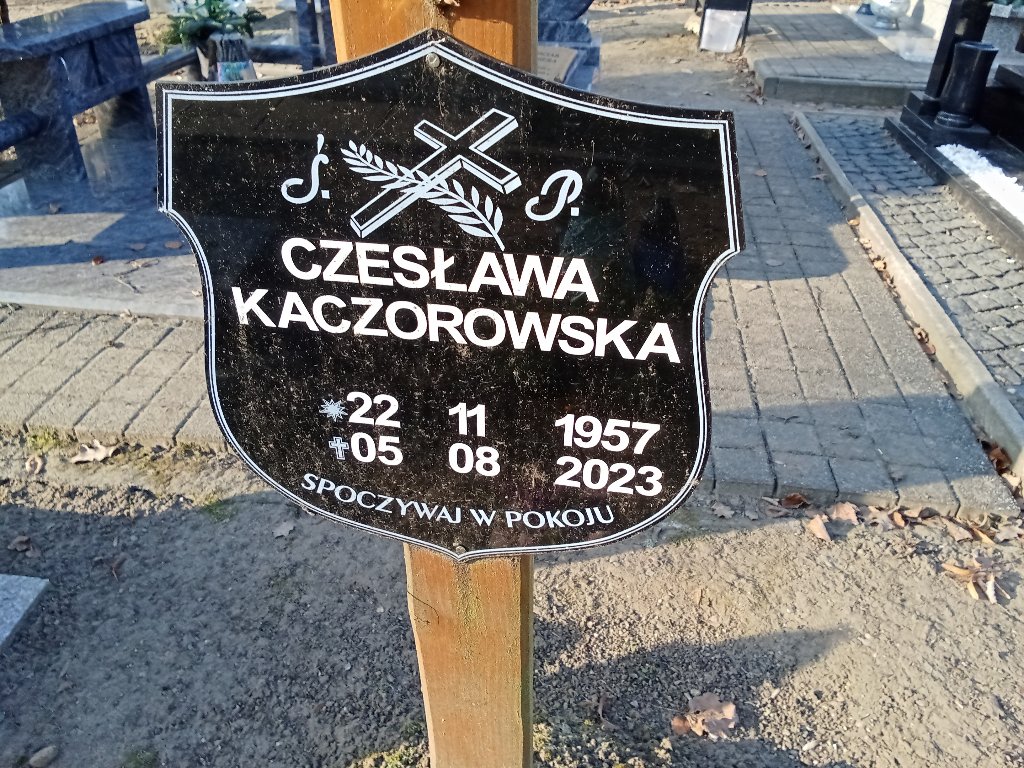 Ś. P.
CZESŁAWA
KACZOROWSKA
22 11 1957
05 08 2023
SPOCZYWAJ W POKOJU